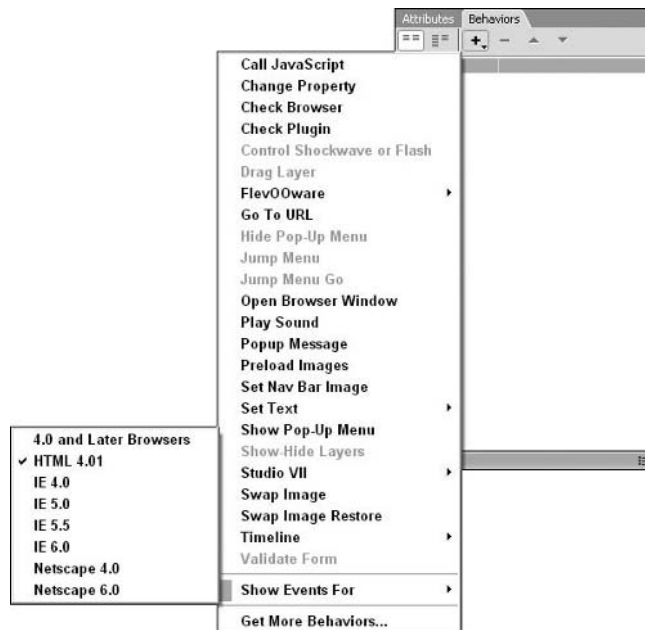 Attributes Behaviors
Call JavaScript
Change Property
Check Browser
Check Plugin
Control Shockwave or Flash
Drag Layer
FlevOOware
Go To URL
Hide Pop-Up Menu
Jump Menu
Jump Menu Go
Open Browser Window
Play Sound
Popup Message
Preload Images
Set Nav Bar Image
Set Text
Show Pop-Up Menu
Show-Hide Layers
Studio VII
Swap Image
Swap Image Restore
Timeline
Validate Form
Show Events For
Get More Behaviors...
4.0 and Later Browsers
HTML 4.01
IE 4.0
IE 5.0
IE 5.5
IE 6.0
Netscape 4.0
Netscape 6.0